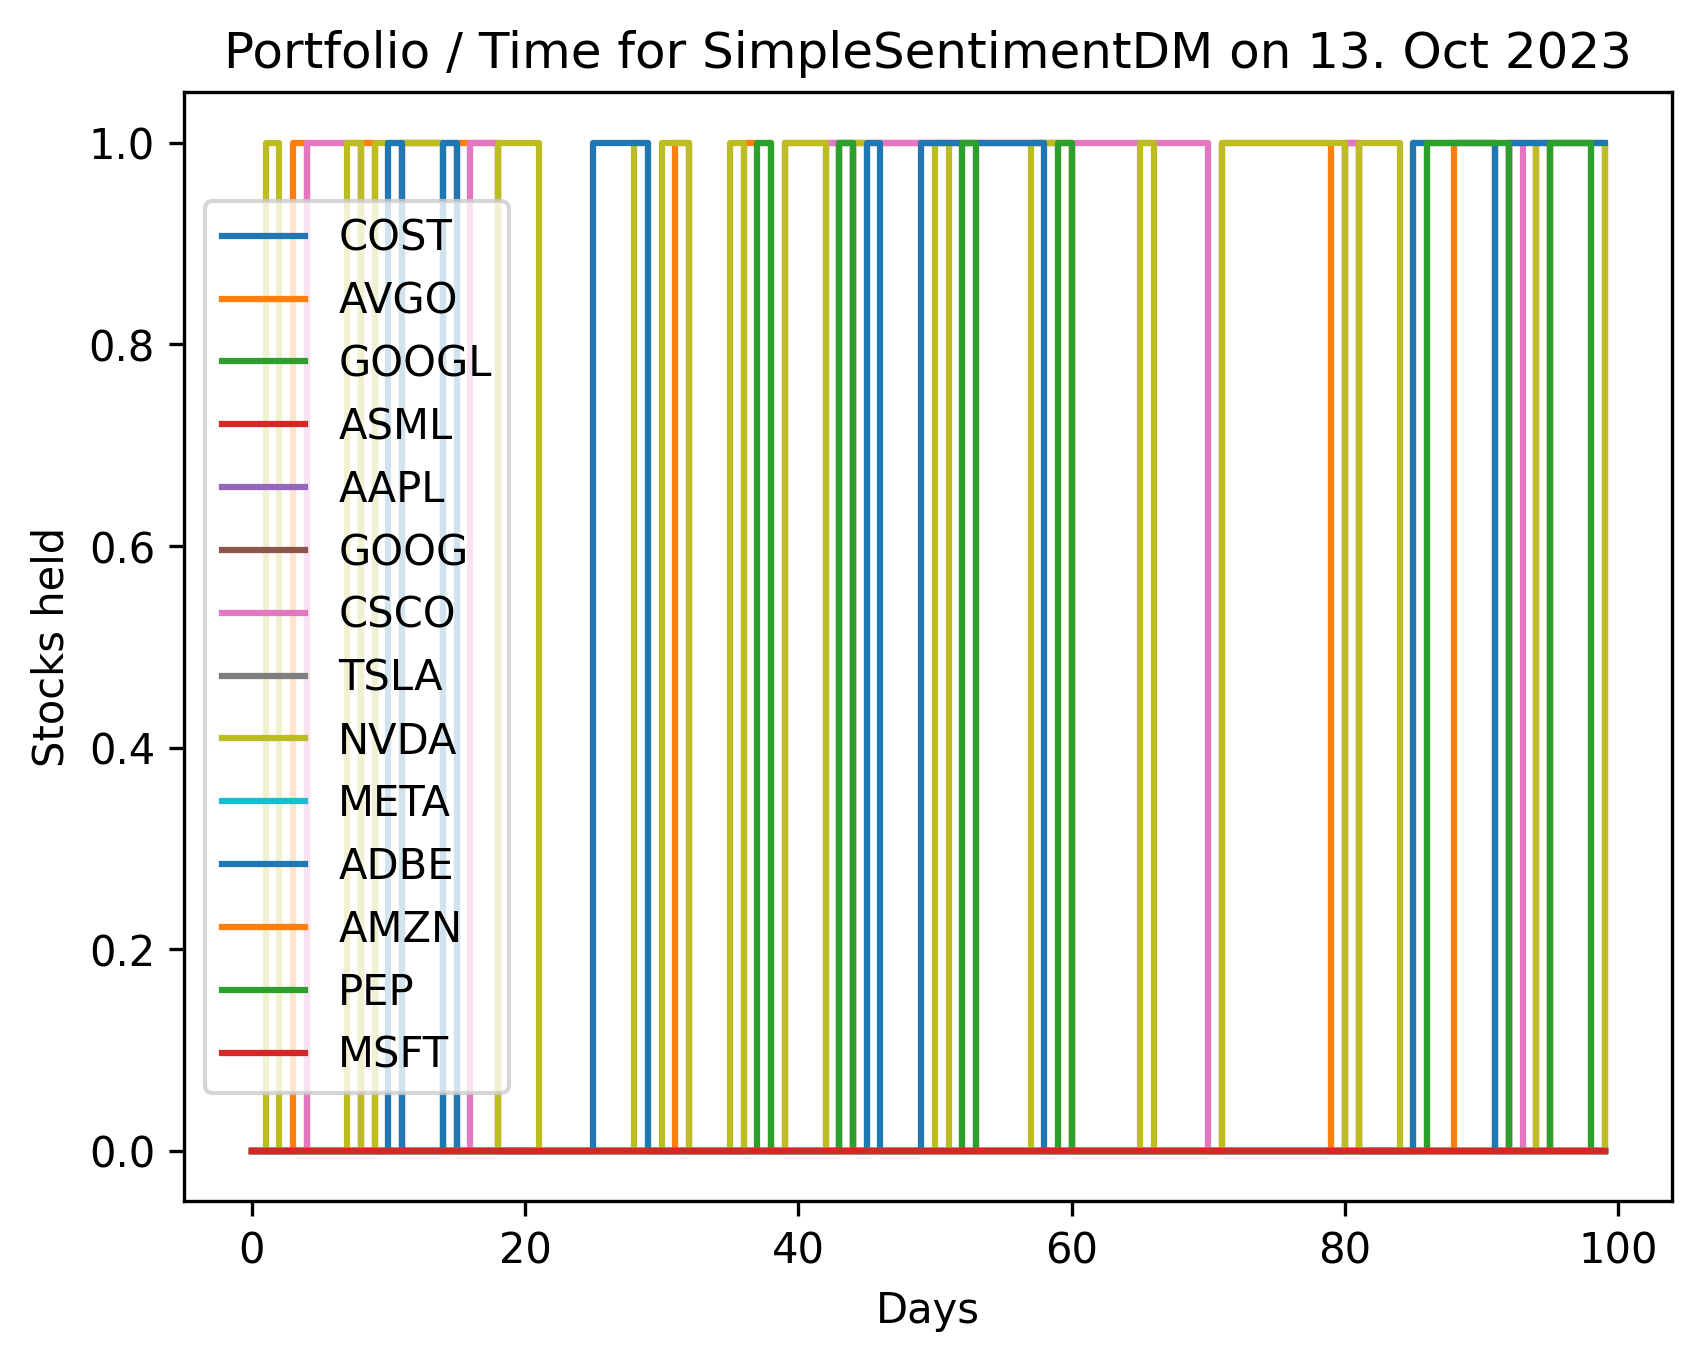 Portfolio / Time for SimpleSentimentDM on 13. Oct 2023
1.0
0.8
0.6
0.4
0.2
0.0
Stocks held
COST
AVGO
GOOGL
ASML
AAPL
GOOG
CSCO
TSLA
NVDA
META
ADBE
AMZN
PEP
MSFT
0 20 40 60 80 100
Days